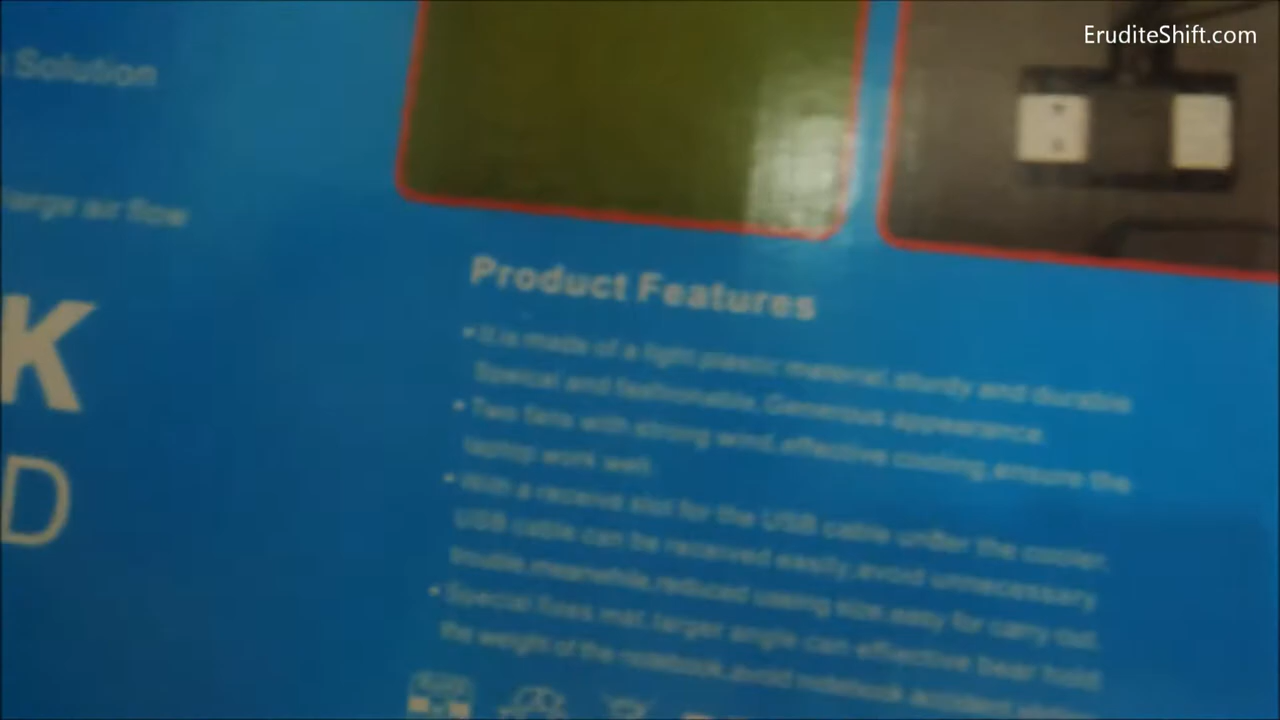 EruditeShift.com
Solution
large air flow
K
D
Product Features
•It is made of a light plastic material, sturdy and durable
Special and fashionable, Generous appearance.
•Two fans with strong wind, effective cooling, ensure the
laptop work well.
•With a receive slot for the USB cable under the cooler,
USB cable can be received easily, avoid unnecessary
trouble, meanwhile, reduced using size, easy for carry out.
•Special fixes mat, larger angle can effective bear hold
the weight of the notebook, avoid notebook